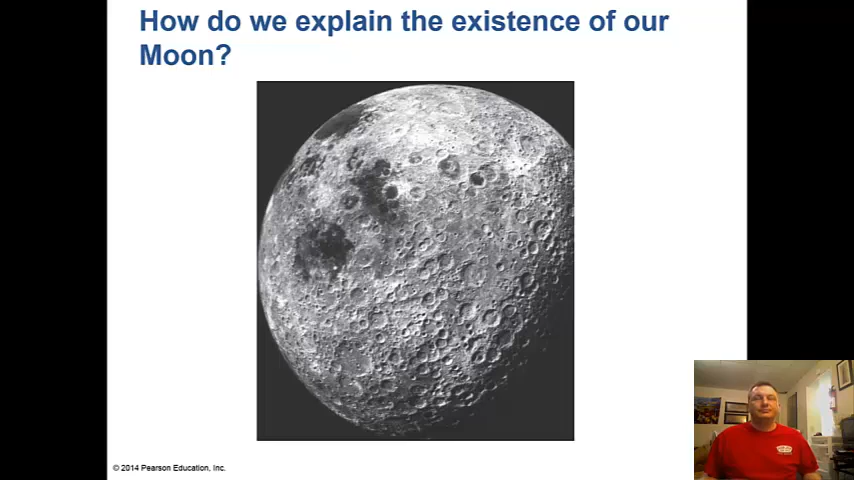 How do we explain the existence of our
Moon?
© 2014 Pearson Education, Inc.